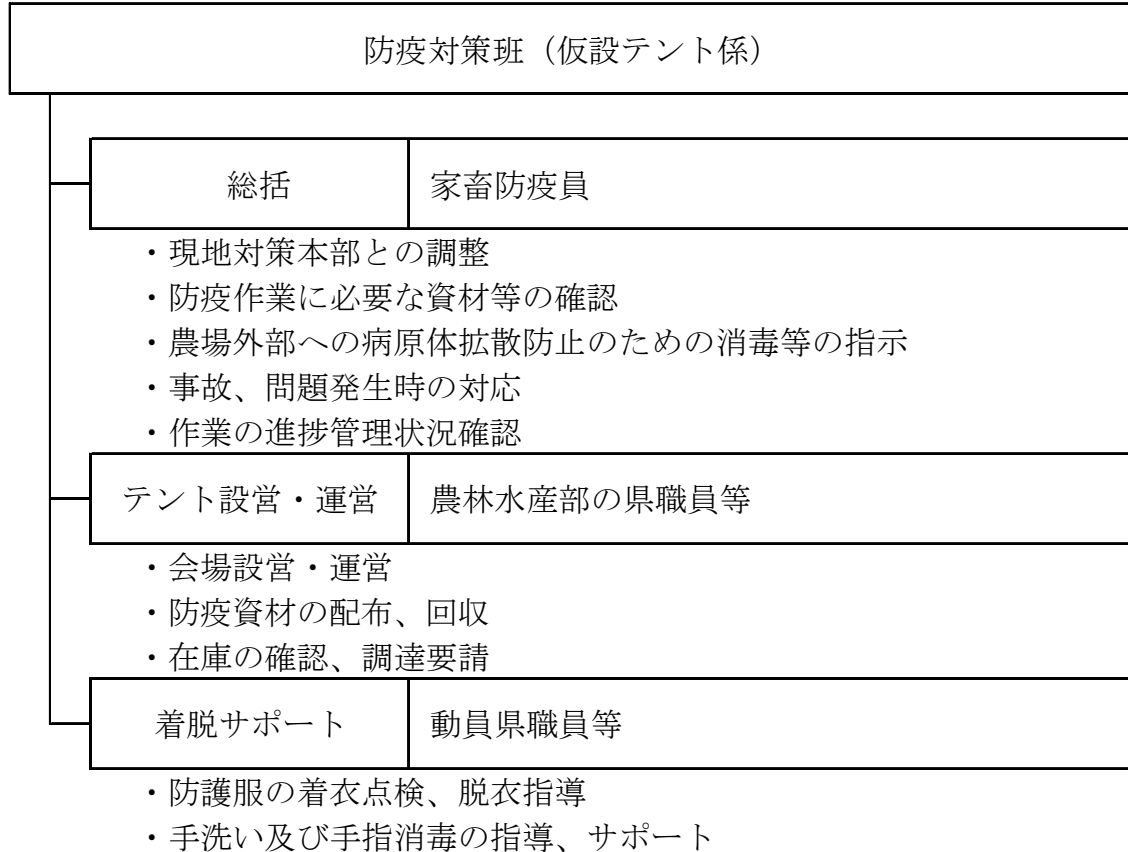 防疫対策班（仮設テント係）
総括 家畜防疫員
・現地対策本部との調整
・防疫作業に必要な資材等の確認
・農場外部への病原体拡散防止のための消毒等の指示
・事故、問題発生時の対応
・作業の進捗管理状況確認
テント設営・運営 農林水産部の県職員等
・会場設営・運営
・防疫資材の配布、回収
・在庫の確認、調達要請
着脱サポート 動員県職員等
・防護服の着衣点検、脱衣指導
・手洗い及び手指消毒の指導、サポート